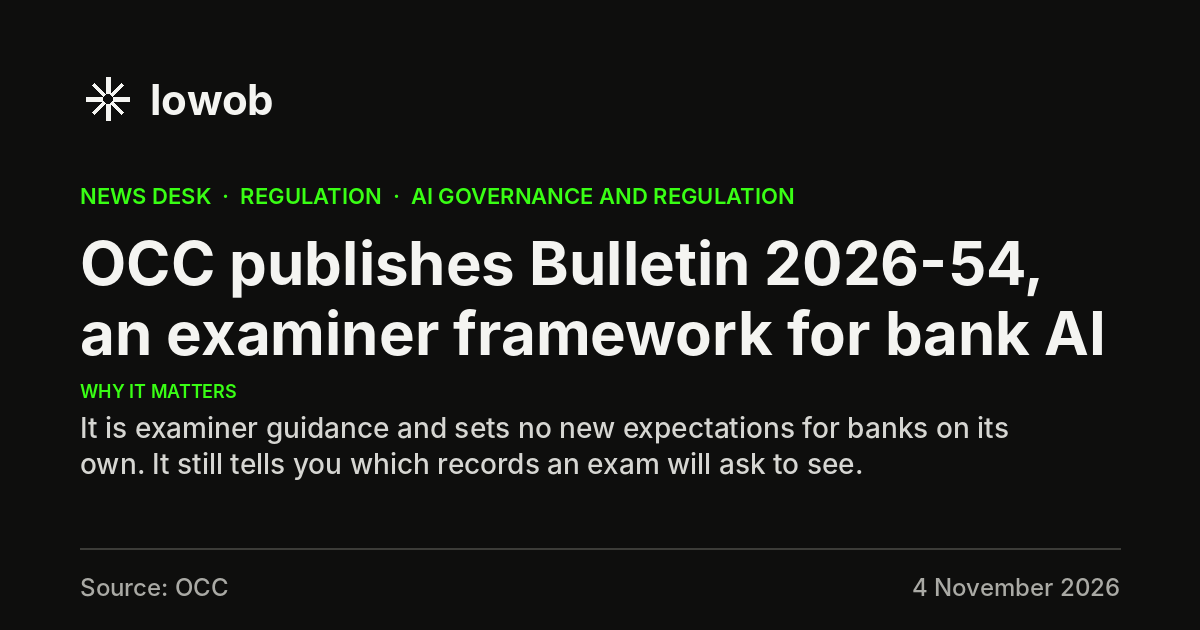 lowob
NEWS DESK · REGULATION · AI GOVERNANCE AND REGULATION
OCC publishes Bulletin 2026-54,
an examiner framework for bank AI
WHY IT MATTERS
It is examiner guidance and sets no new expectations for banks on its
own. It still tells you which records an exam will ask to see.
Source: OCC
4 November 2026